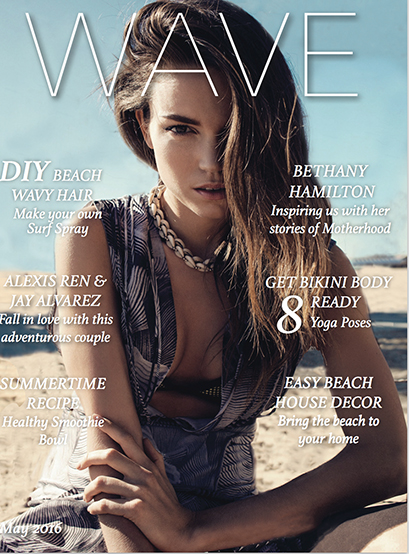 WAVE
DIY BEACH
WAVY HAIR
Make your own
Surf Spray
ALEXIS REN &
JAY ALVAREZ
Fall in love with this
adventurous couple
SUMMERTIME
RECIPE
Healthy Smoothie
Bowl
May 2016
BETHANY
HAMILTON
Inspiring us with her
stories of Motherhood
GET BIKINI BODY
8 READY
Yoga Poses
EASY BEACH
HOUSE DECOR
Bring the beach to
your home